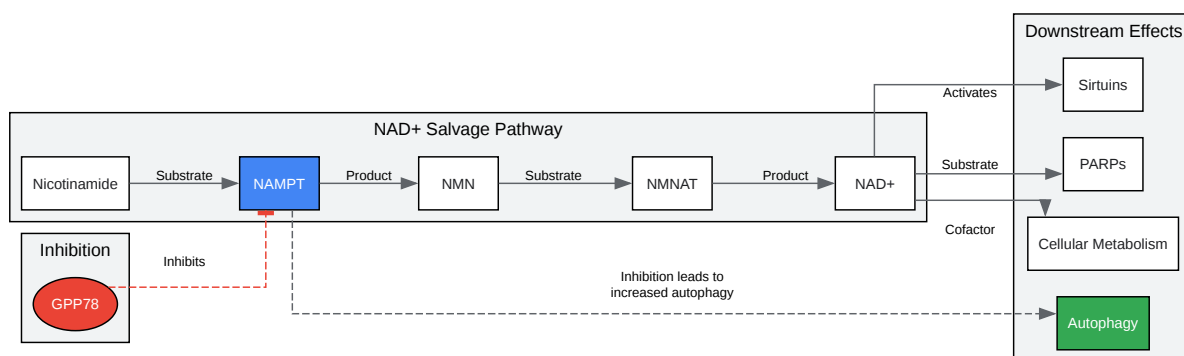 Downstream Effects
Sirtuins
Activates
NAD+ Salvage Pathway
Nicotinamide
Substrate
NAMPT
Product
NMN
Substrate
NMNAT
Product
NAD+
Substrate
PARPs
Cofactor
Cellular Metabolism
Inhibition
GPP78
Inhibits
Inhibition leads to
increased autophagy
Autophagy